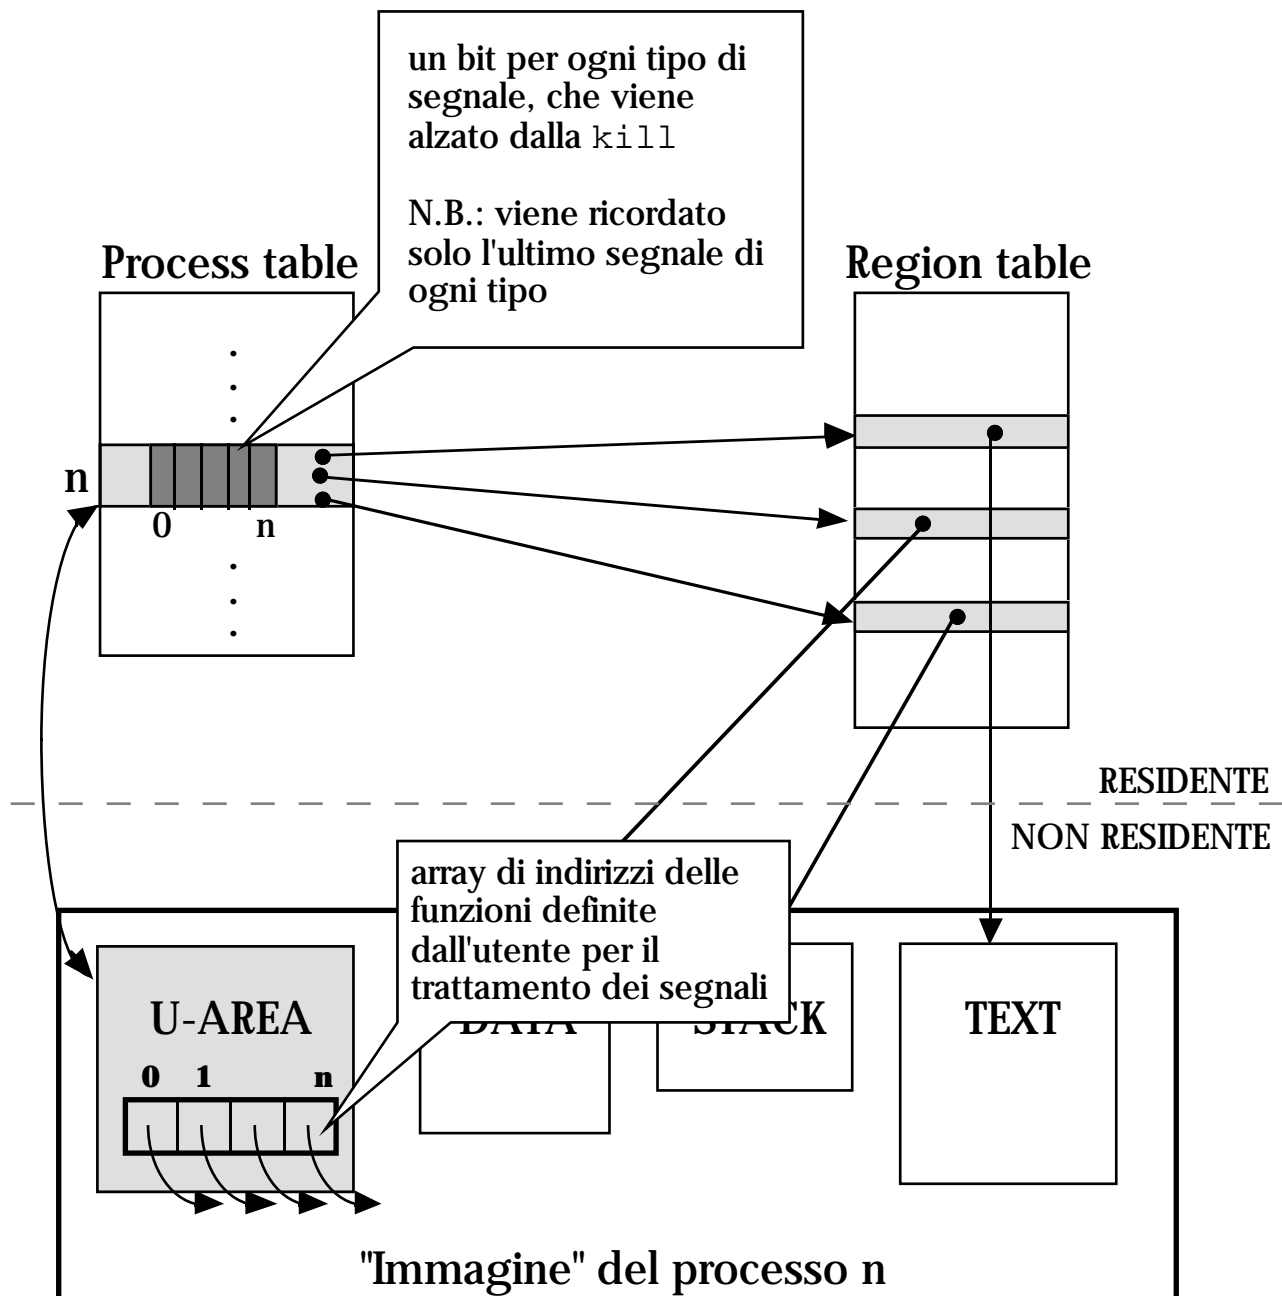 un bit per ogni tipo di
segnale, che viene
alzato dalla kill
N.B.: viene ricordato
solo l'ultimo segnale di
ogni tipo
Process table
Region table
n
0 n
RESIDENTE
NON RESIDENTE
array di indirizzi delle
funzioni definite
dall'utente per il
trattamento dei segnali
U-AREA
DATA
STACK
TEXT
0 1 n
"Immagine" del processo n